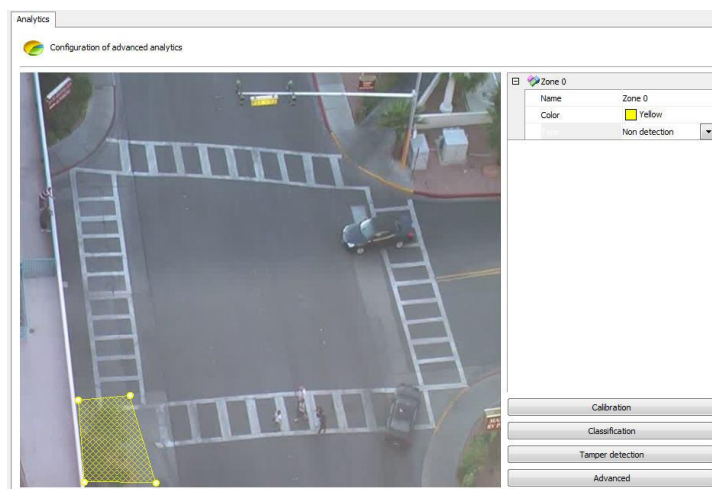 Analytics
Configuration of advanced analytics
Zone 0
Name Zone 0
Color Yellow
Non detection
Calibration
Classification
Tamper detection
Advanced